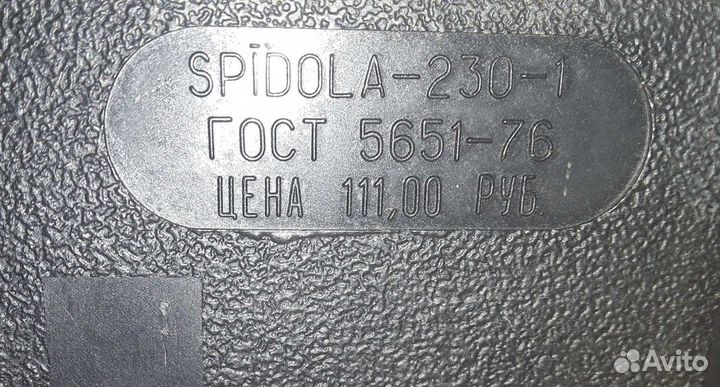 SPĪDOLA-230-1
ГОСТ 5651-76
ЦЕНА 111,00 РУБ.
Avito